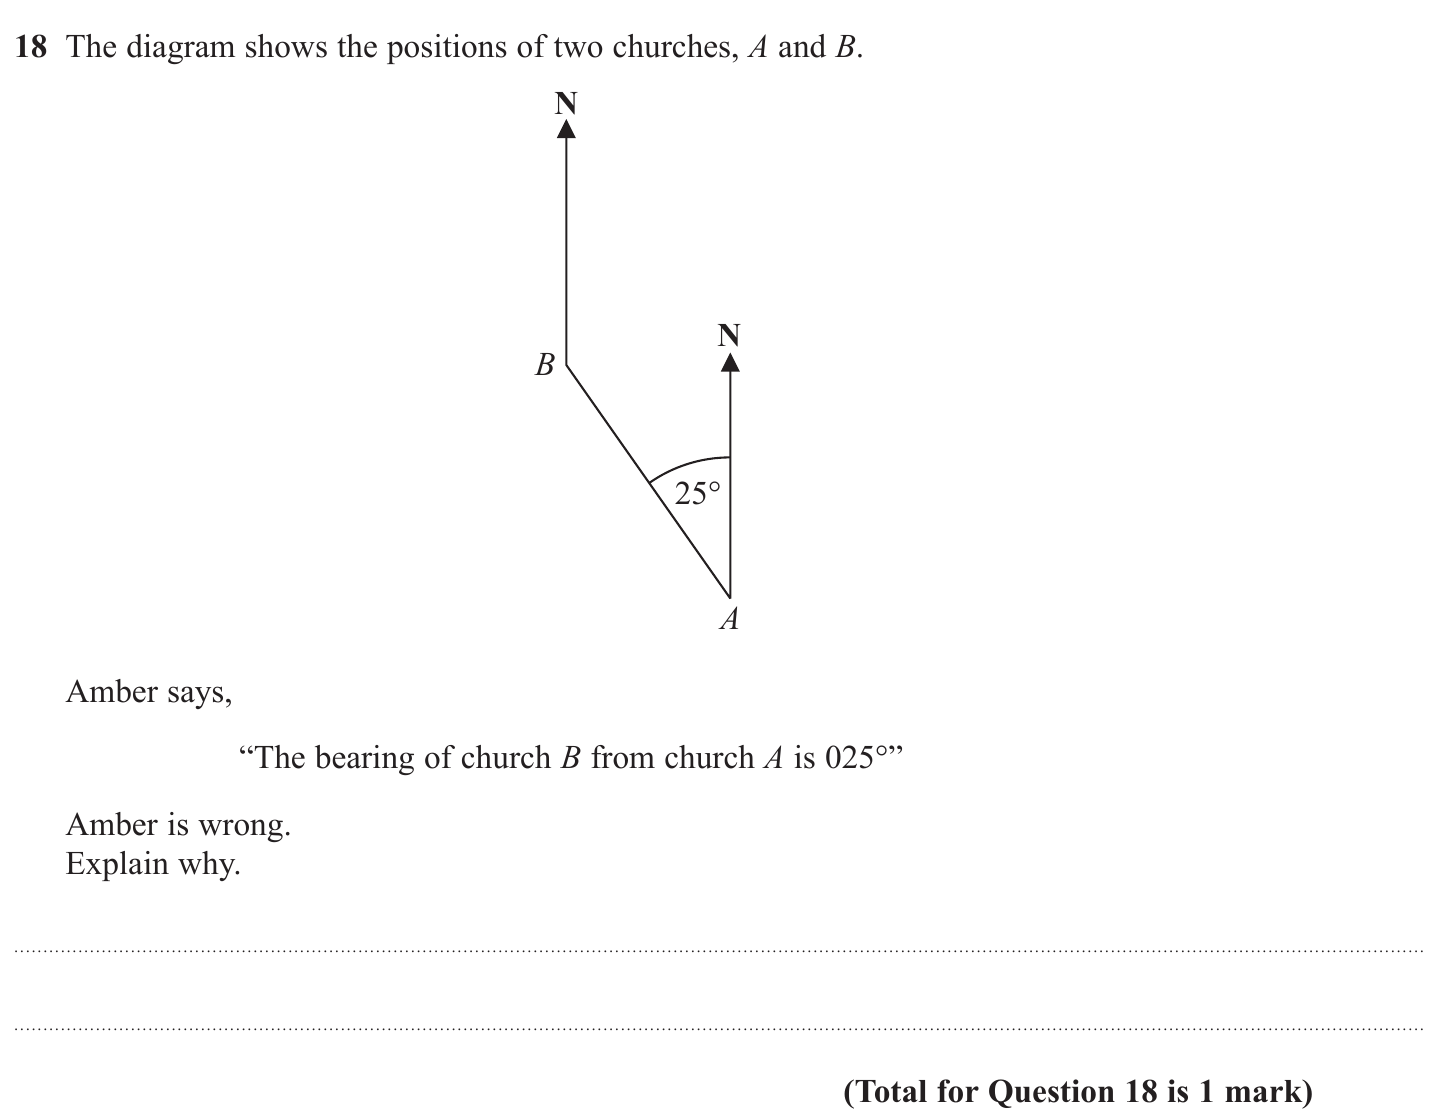 18 The diagram shows the positions of two churches, A and B.
N
N
B
25°
A
Amber says,
“The bearing of church B from church A is 025°”
Amber is wrong.
Explain why.
(Total for Question 18 is 1 mark)